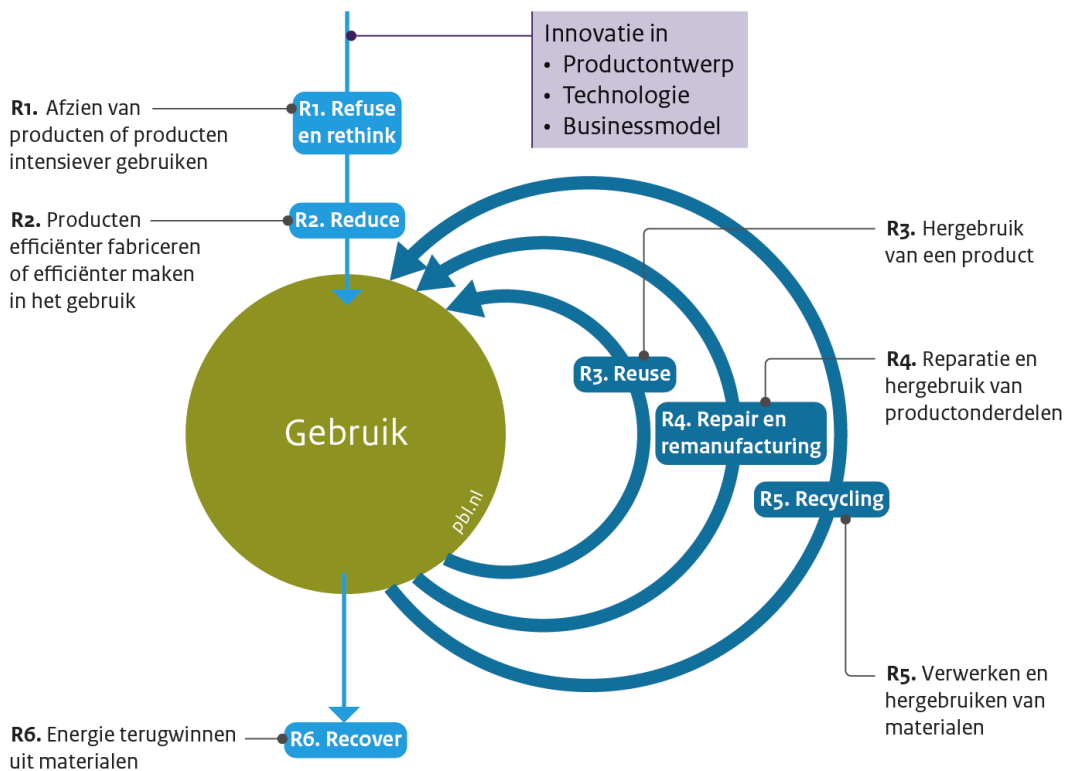 Innovatie in
• Productontwerp
• Technologie
• Businessmodel
R1. Afzien van
producten of producten
intensiever gebruiken
R1. Refuse
en rethink
R2. Producten
efficiënter fabriceren
of efficiënter maken
in het gebruik
R2. Reduce
R3. Hergebruik
van een product
R3. Reuse
R4. Reparatie en
hergebruik van
productonderdelen
R4. Repair en
remanufacturing
Gebruik
pbl.nl
R5. Recycling
R5. Verwerken en
hergebruiken van
materialen
R6. Energie terugwinnen
uit materialen
R6. Recover